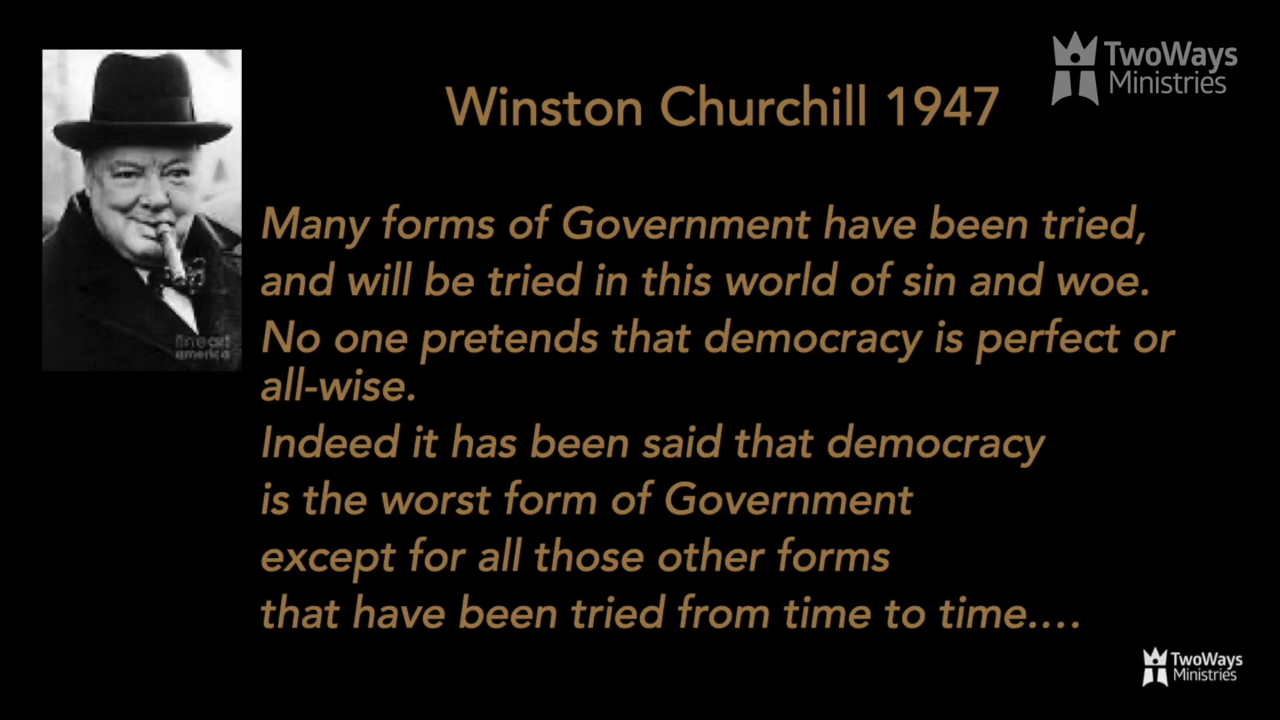 TwoWays
Ministries
Winston Churchill 1947
Many forms of Government have been tried,
and will be tried in this world of sin and woe.
No one pretends that democracy is perfect or
all-wise.
Indeed it has been said that democracy
is the worst form of Government
except for all those other forms
that have been tried from time to time....
fineart
america
TwoWays
Ministries